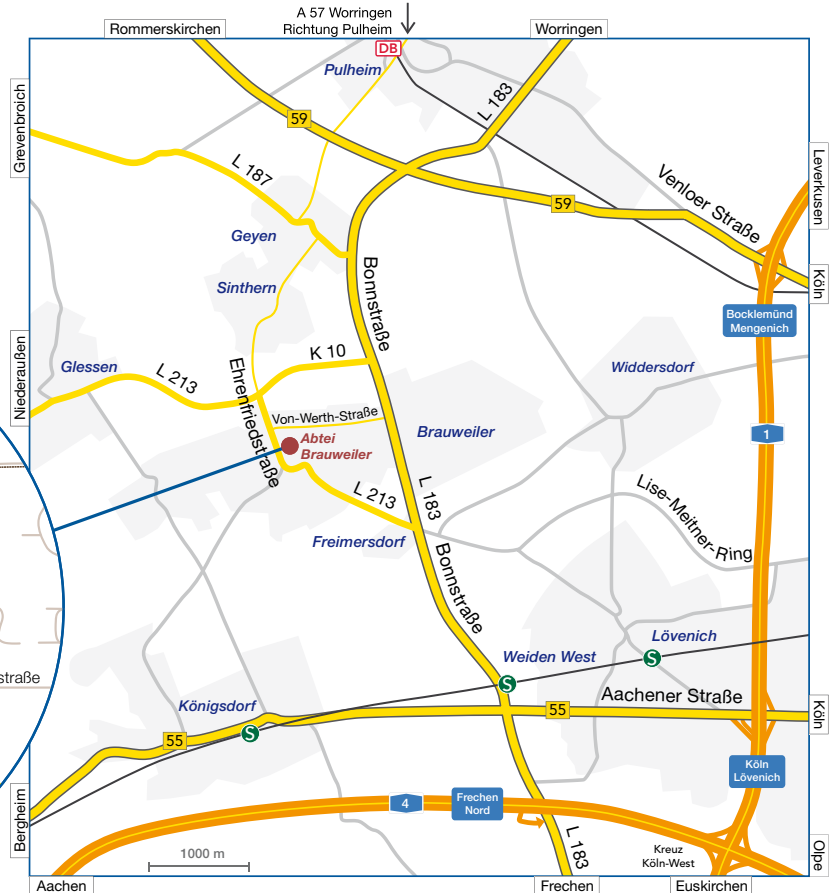 A 57 Worringen
Richtung Pulheim
Rommerskirchen
Worringen
DB
Pulheim
Grevenbroich
59
L 183
L 187
Venloer Straße
Leverkusen
59
Geyen
Sinthern
Bonnstraße
Köln
Bocklemünd
Mengenich
Niederaußen
Glessen
L 213
K 10
Widdersdorf
Ehrenfriedstraße
Von-Werth-Straße
Abtei
Brauweiler
Brauweiler
1
L 213
L 183
Lise-Meitner-Ring
Freimersdorf
Bonnstraße
Lövenich
S
Weiden West
S
straße
Königsdorf
Aachener Straße
55
55
S
Köln
Köln
Lövenich
Bergheim
4
Frechen
Nord
L 183
Kreuz
Köln-West
Olpe
1000 m
Aachen
Frechen
Euskirchen